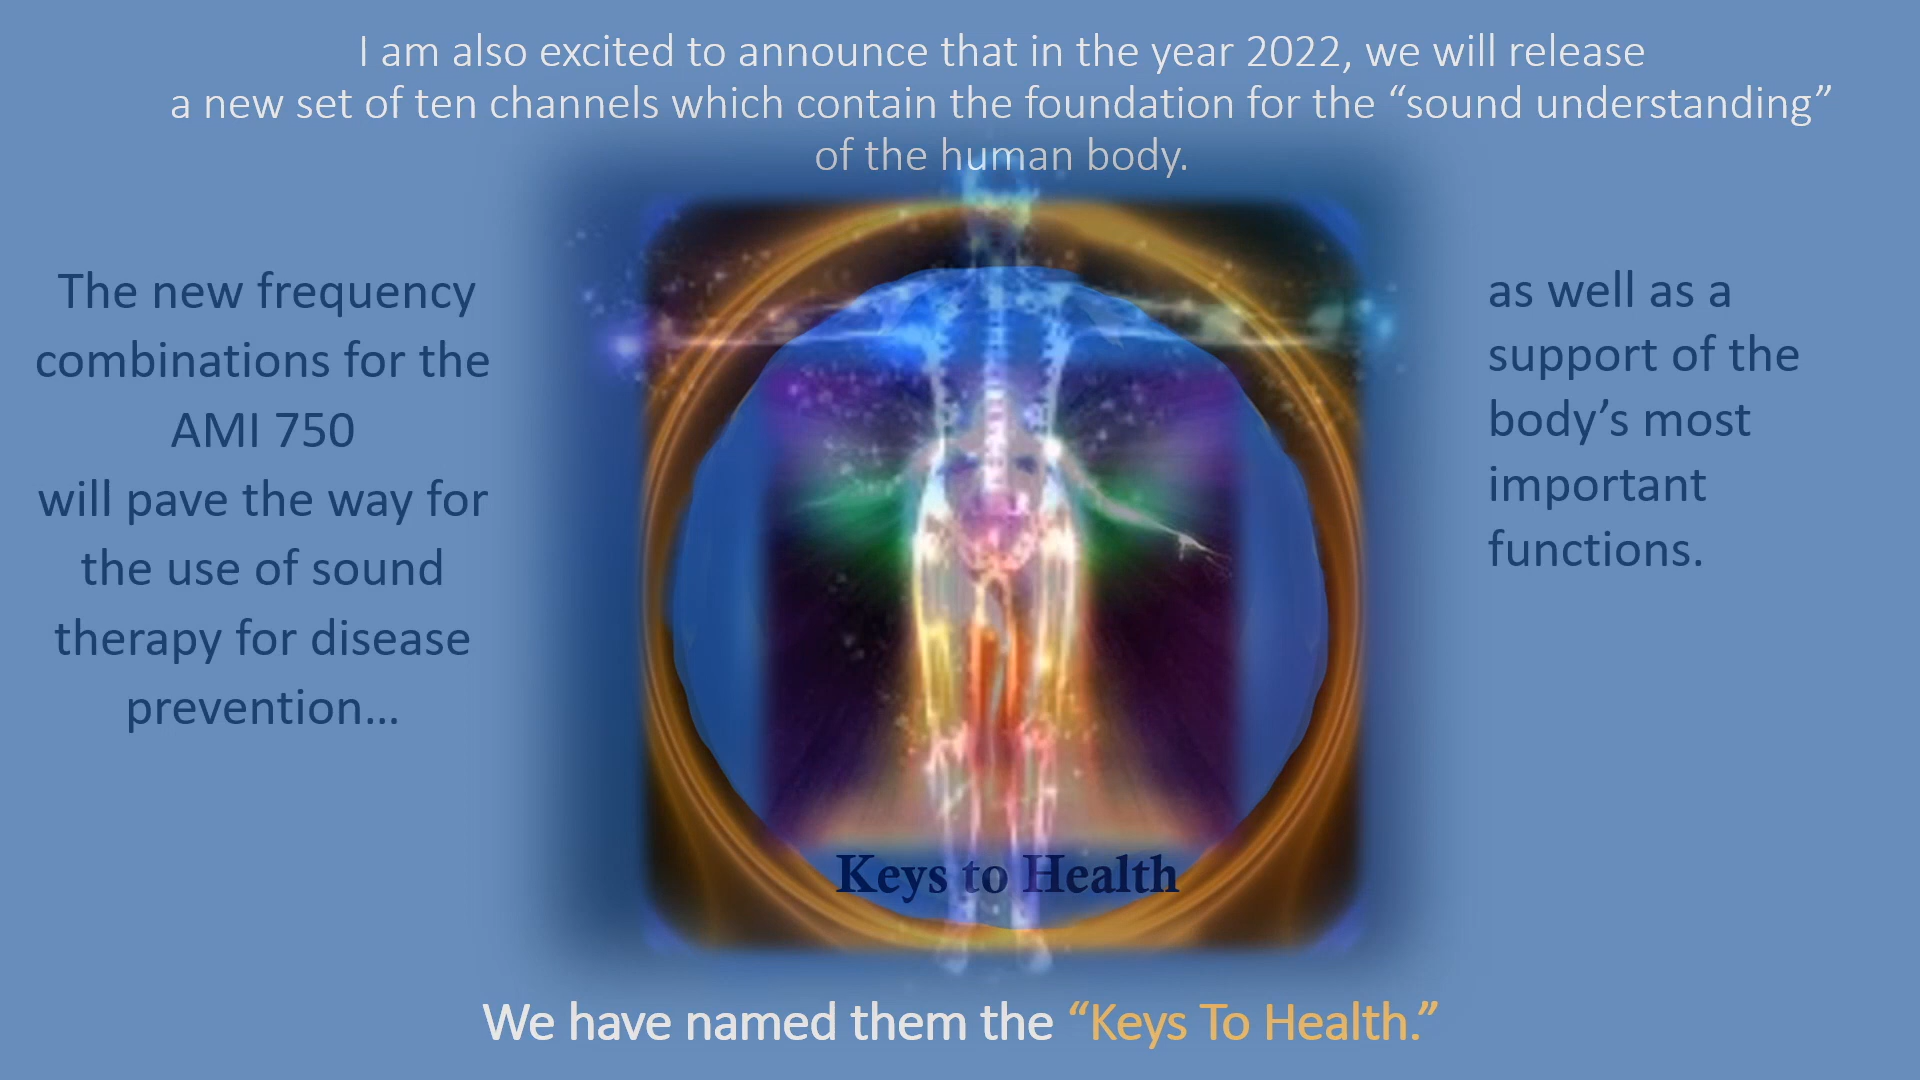 I am also excited to announce that in the year 2022, we will release
a new set of ten channels which contain the foundation for the “sound understanding”
of the human body.
The new frequency
combinations for the
AMI 750
will pave the way for
the use of sound
therapy for disease
prevention...
as well as a
support of the
body’s most
important
functions.
Keys to Health
We have named them the “Keys To Health.”